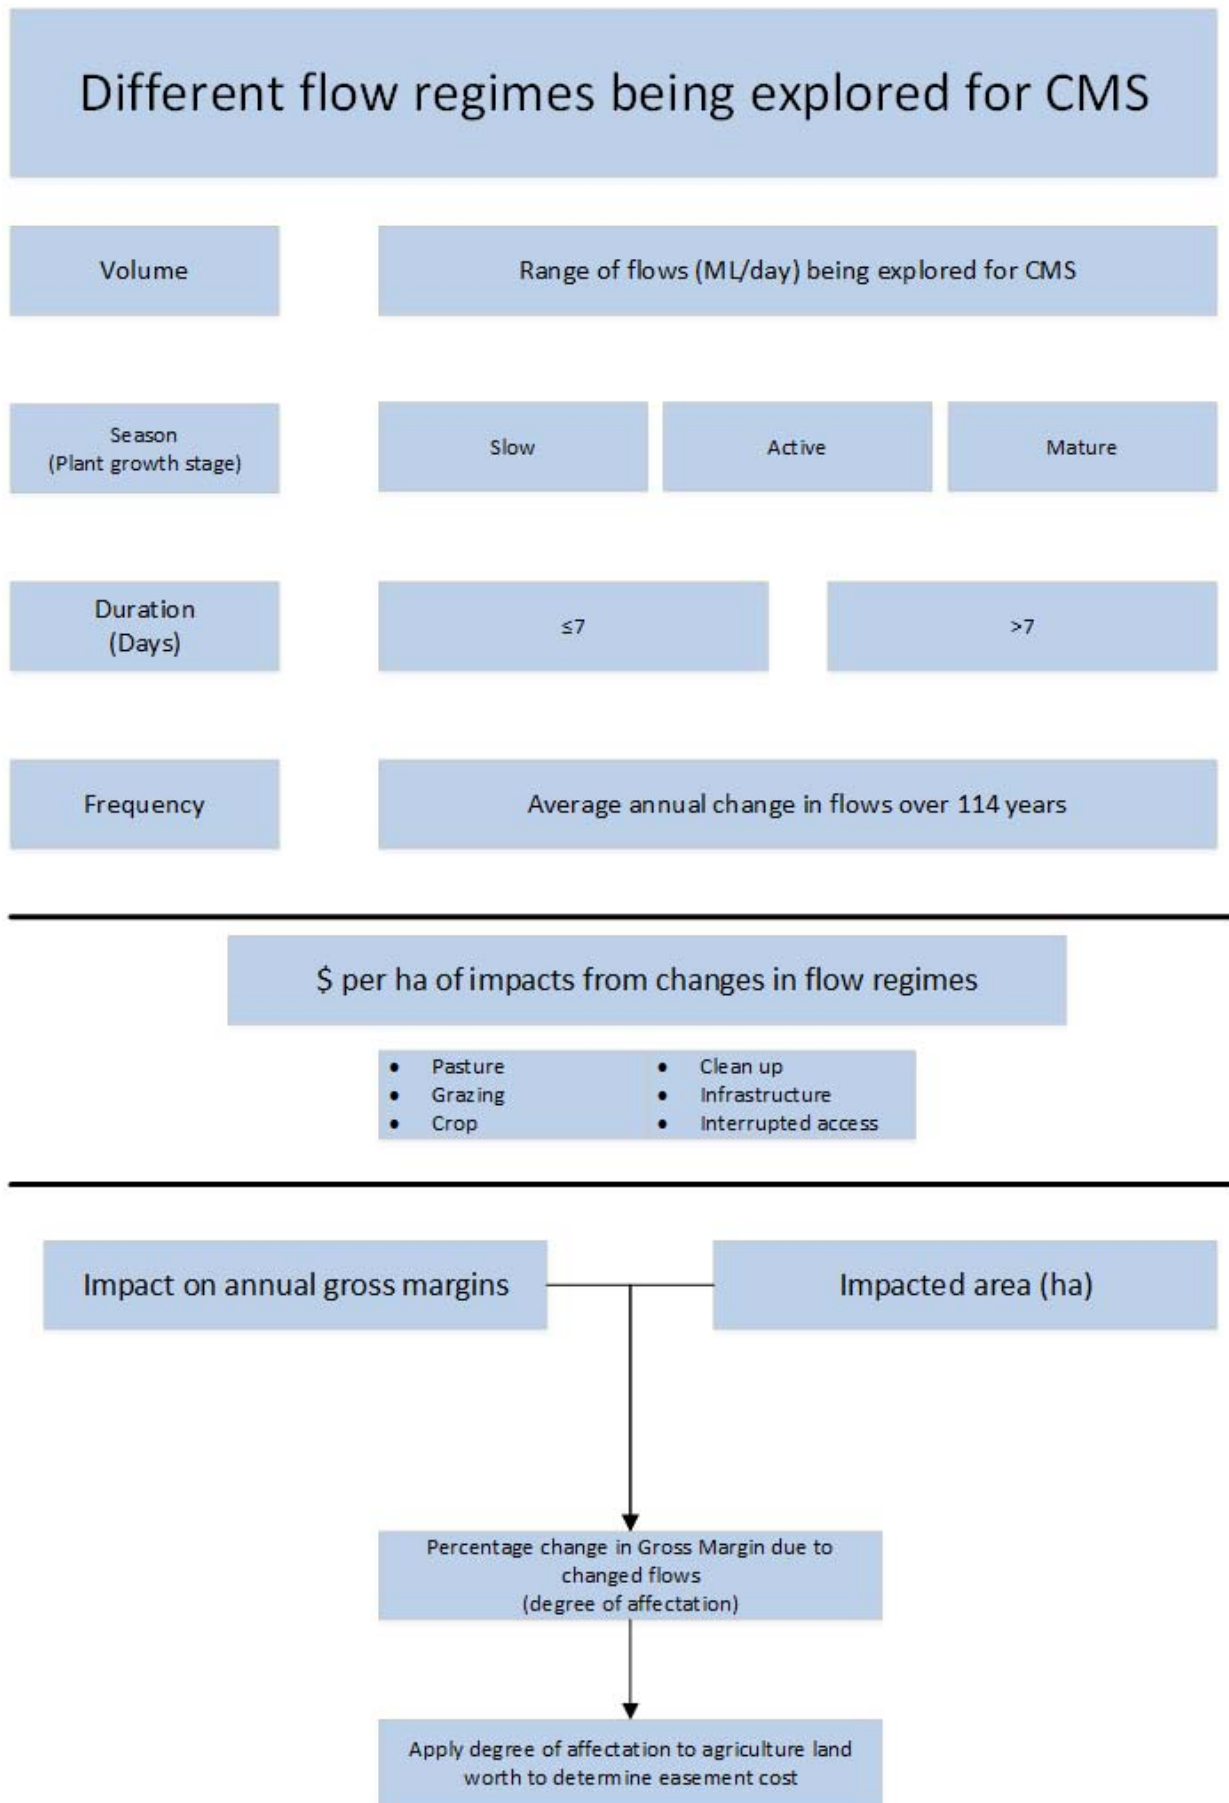 Different flow regimes being explored for CMS
Volume
Range of flows (ML/day) being explored for CMS
Season
(Plant growth stage)
Slow
Active
Mature
Duration
(Days)
≤7
>7
Frequency
Average annual change in flows over 114 years
$ per ha of impacts from changes in flow regimes
• Pasture
• Grazing
• Crop
• Clean up
• Infrastructure
• Interrupted access
Impact on annual gross margins
Impacted area (ha)
Percentage change in Gross Margin due to
changed flows
(degree of affectation)
Apply degree of affectation to agriculture land
worth to determine easement cost